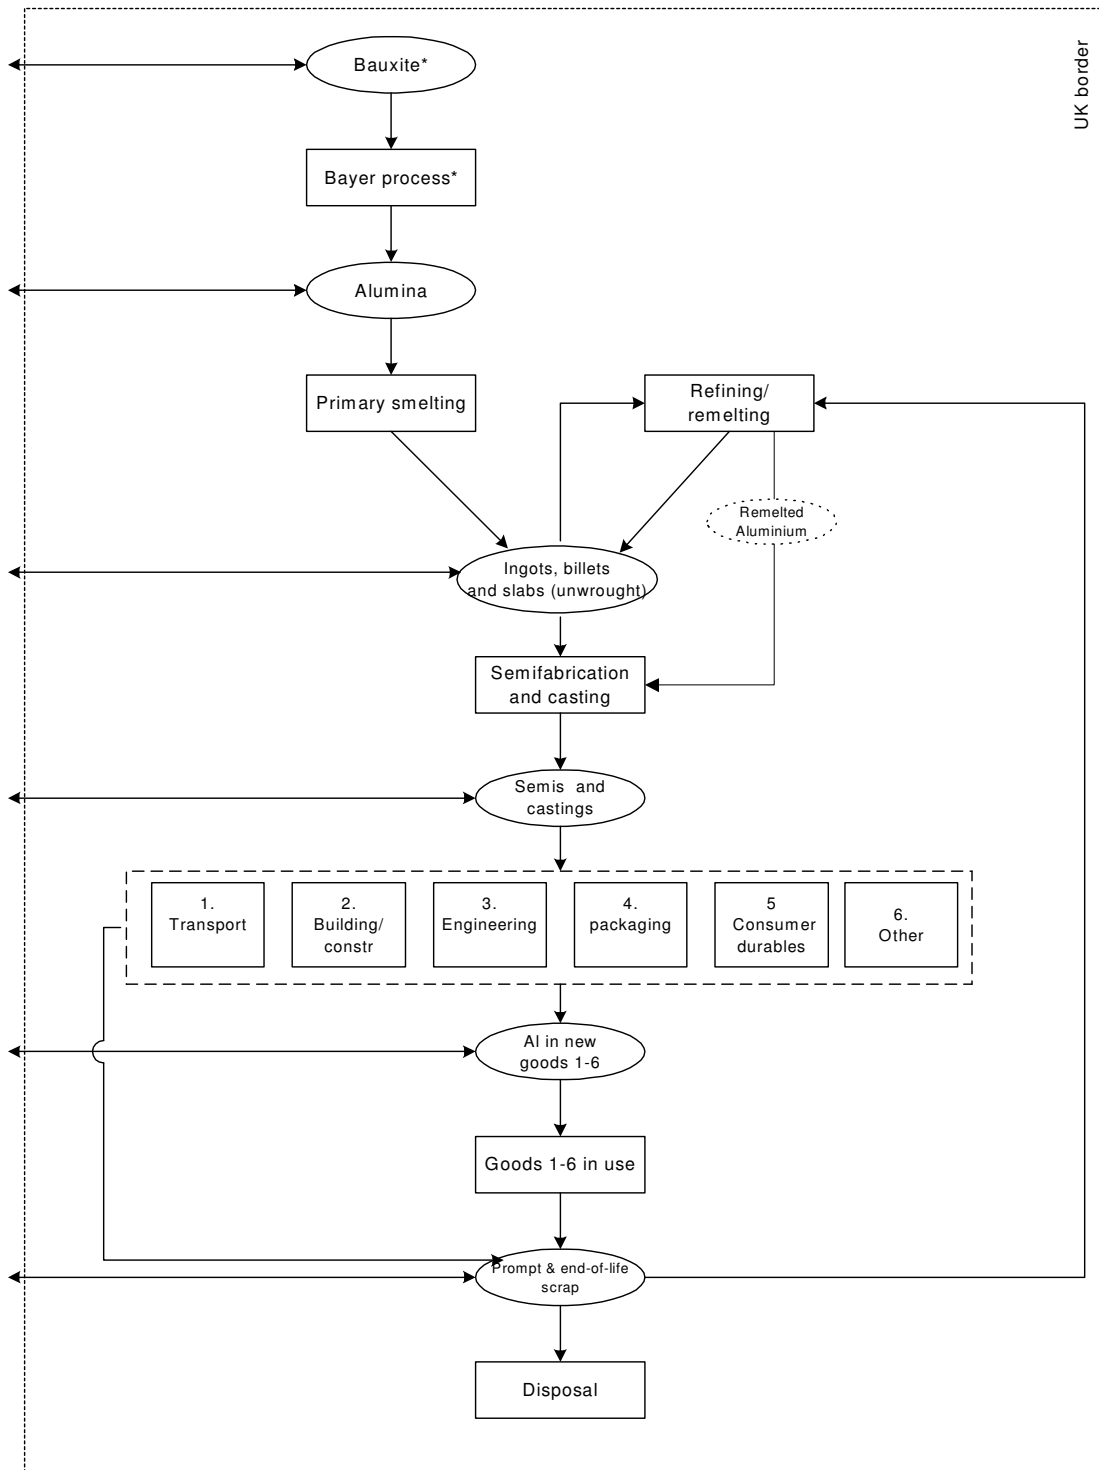 UK border
Bauxite*
Bayer process*
Alumina
Primary smelting
Refining/
remelting
Remelted
Aluminium
Ingots, billets
and slabs (unwrought)
Semifabrication
and casting
Semis and
castings
1.
Transport
2.
Building/
constr
3.
Engineering
4.
packaging
5
Consumer
durables
6.
Other
Al in new
goods 1-6
Goods 1-6 in use
Prompt & end-of-life
scrap
Disposal